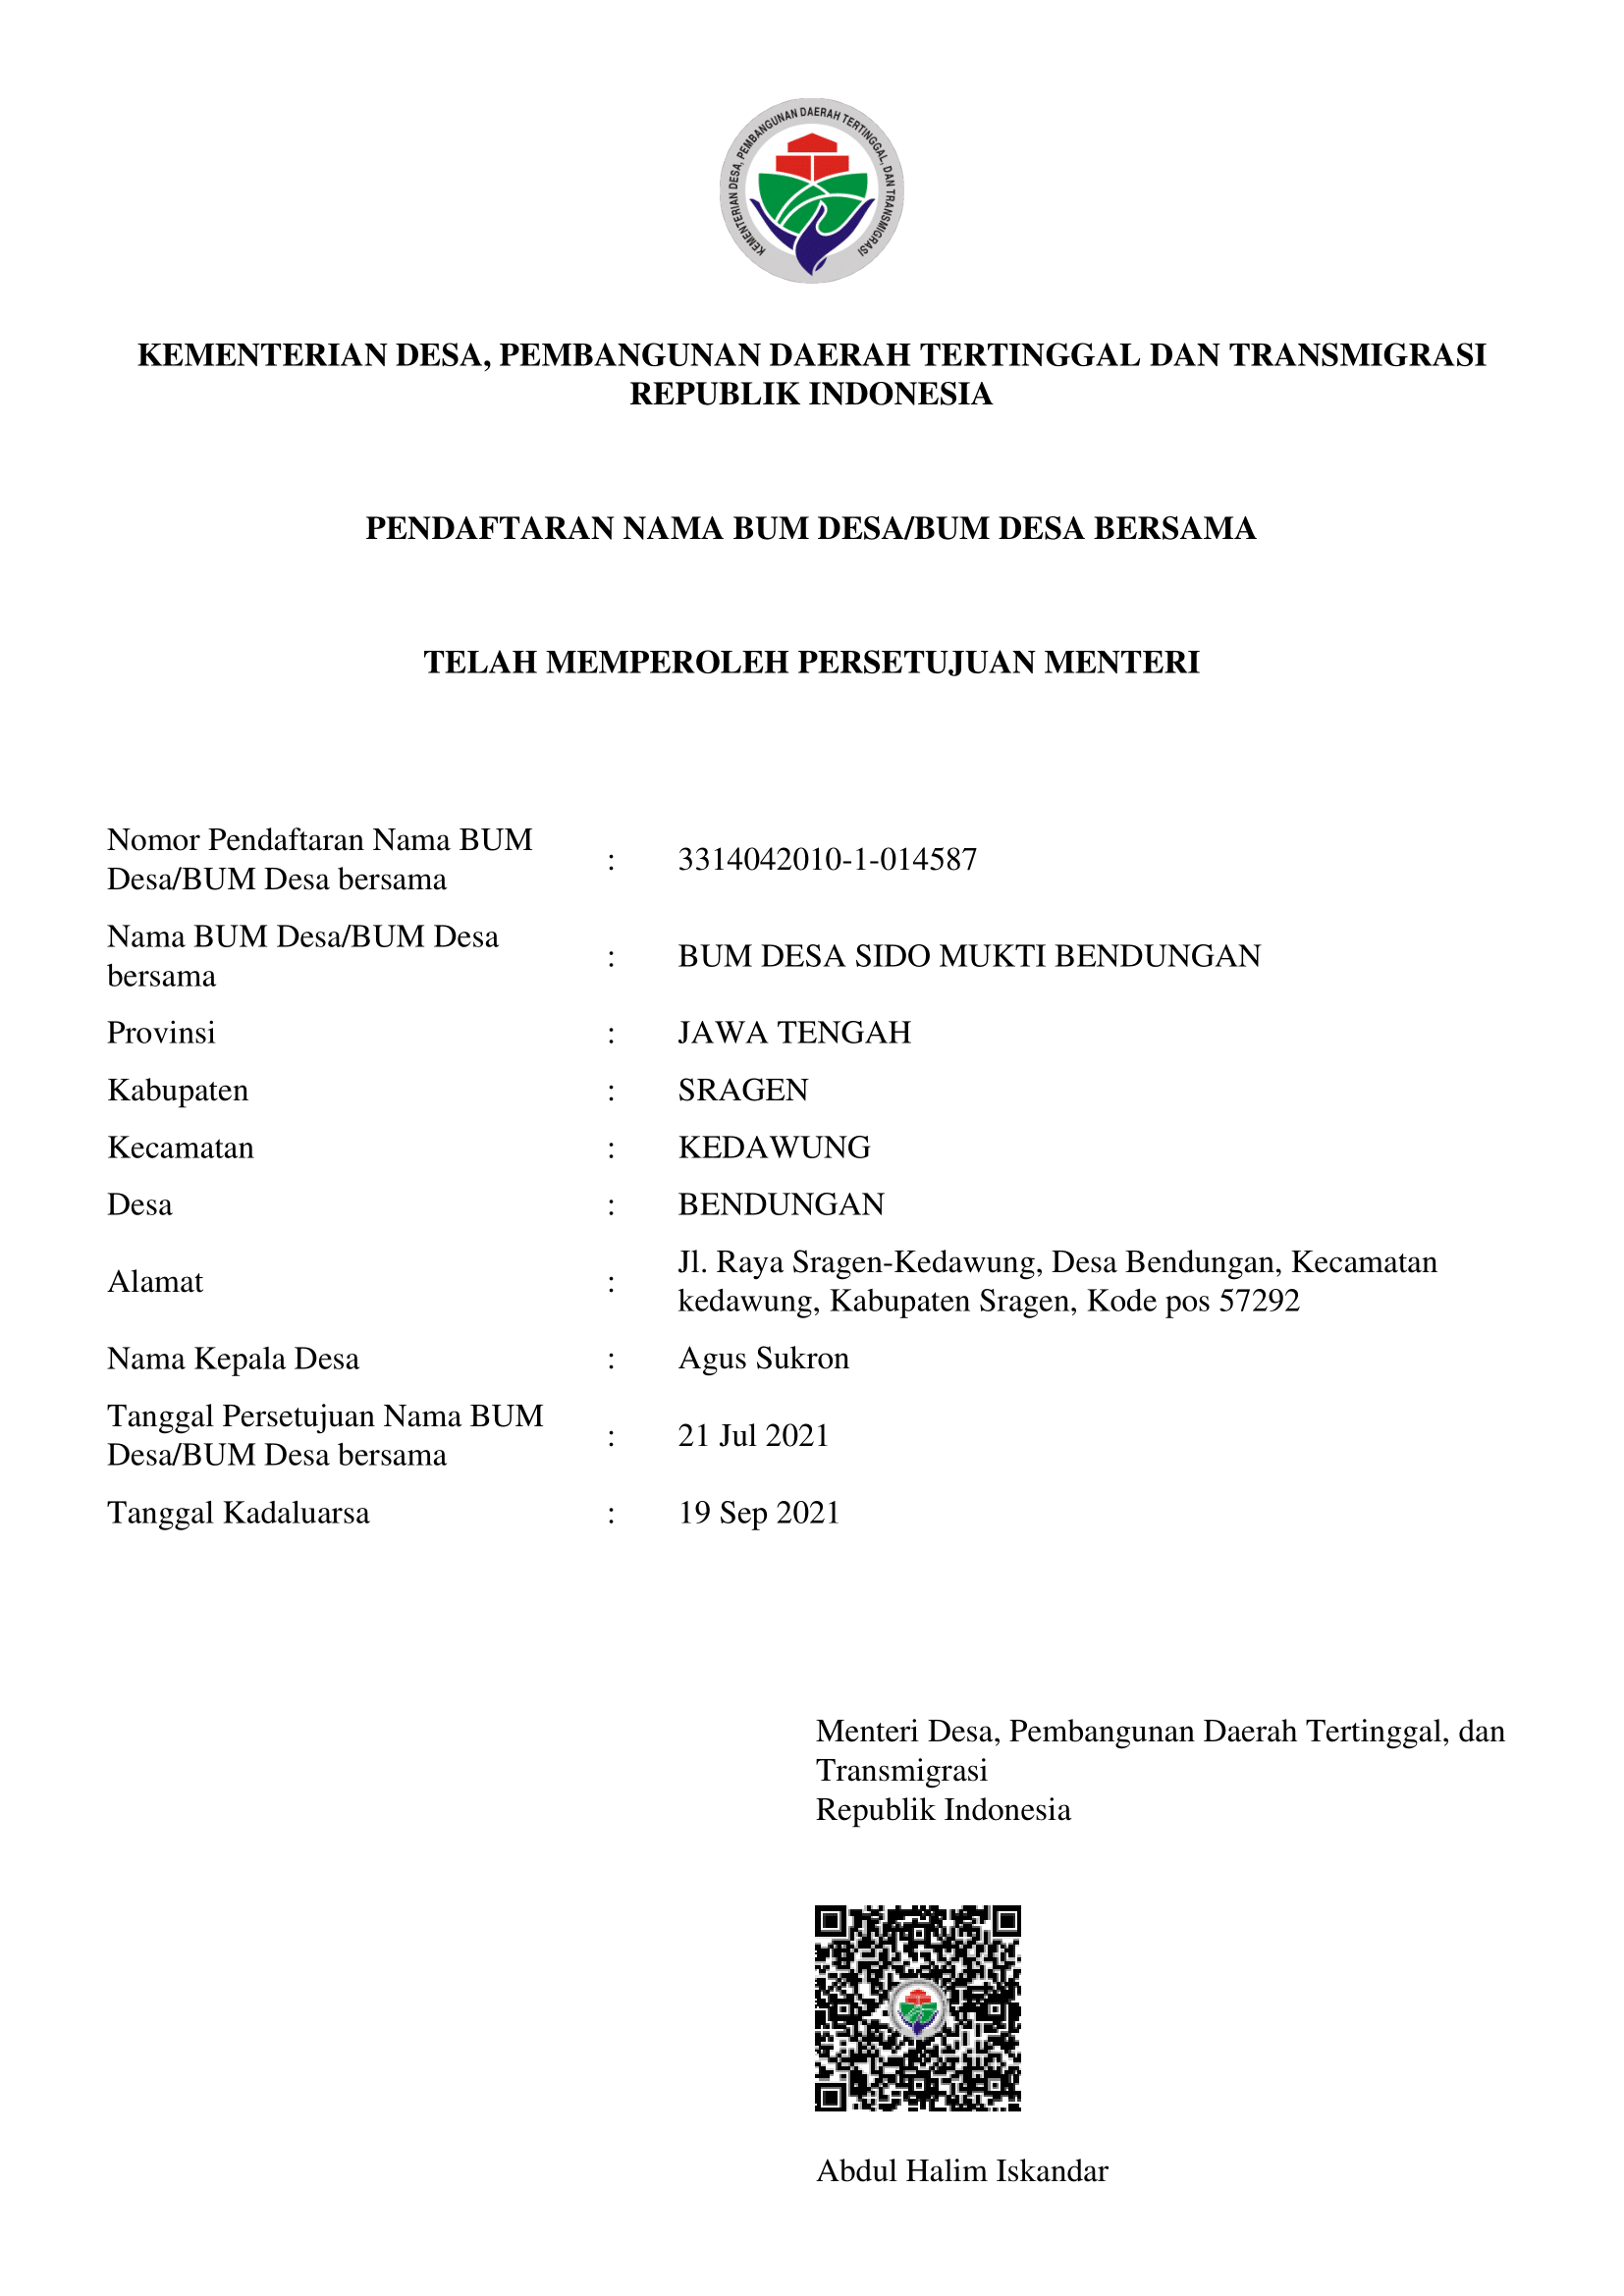 KEMENTERIAN DESA, PEMBANGUNAN DAERAH TERTINGGAL, DAN TRANSMIGRASI
KEMENTERIAN DESA, PEMBANGUNAN DAERAH TERTINGGAL DAN TRANSMIGRASI
REPUBLIK INDONESIA
PENDAFTARAN NAMA BUM DESA/BUM DESA BERSAMA
TELAH MEMPEROLEH PERSETUJUAN MENTERI
Nomor Pendaftaran Nama BUM
Desa/BUM Desa bersama : 3314042010-1-014587
Nama BUM Desa/BUM Desa
bersama : BUM DESA SIDO MUKTI BENDUNGAN
Provinsi : JAWA TENGAH
Kabupaten : SRAGEN
Kecamatan : KEDAWUNG
Desa : BENDUNGAN
Alamat : Jl. Raya Sragen-Kedawung, Desa Bendungan, Kecamatan
kedawung, Kabupaten Sragen, Kode pos 57292
Nama Kepala Desa : Agus Sukron
Tanggal Persetujuan Nama BUM
Desa/BUM Desa bersama : 21 Jul 2021
Tanggal Kadaluarsa : 19 Sep 2021
Menteri Desa, Pembangunan Daerah Tertinggal, dan
Transmigrasi
Republik Indonesia
Abdul Halim Iskandar